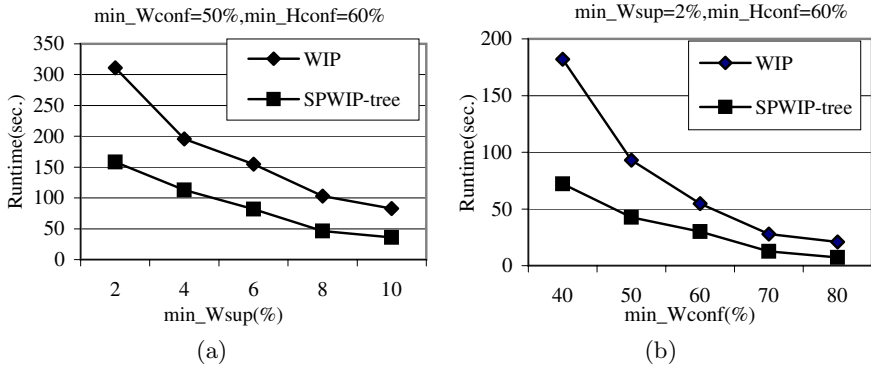 min_Wconf=50%,min_Hconf=60%
350
300
250
200
150
100
50
0
Runtime(sec.)
WIP
SPWIP-tree
2 4 6 8 10
min_Wsup(%)
(a)
min_Wsup=2%,min_Hconf=60%
200
150
100
50
0
Runtime(sec.)
WIP
SPWIP-tree
40 50 60 70 80
min_Wconf(%)
(b)